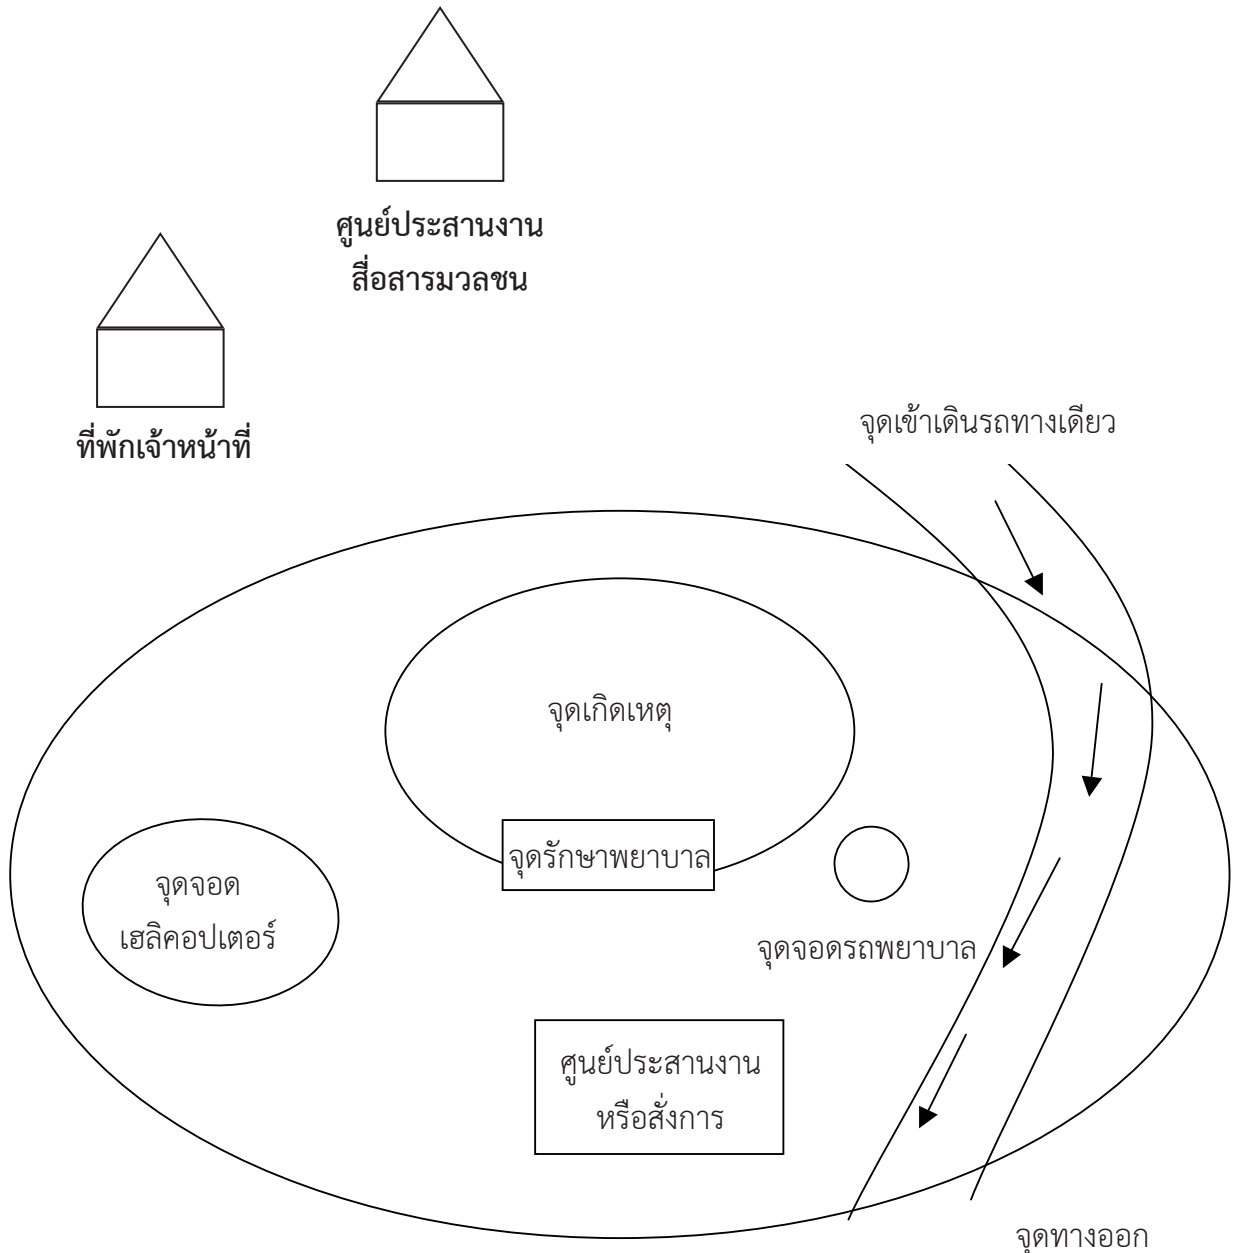 ศูนย์ประสานงาน
สื่อสารมวลชน
ที่พักเจ้าหน้าที่
จุดเข้าเดินรถทางเดียว
จุดเกิดเหตุ
จุดรักษาพยาบาล
จุดจอด
เฮลิคอปเตอร์
จุดจอดรถพยาบาล
ศูนย์ประสานงาน
หรือสั่งการ
จุดทางออก